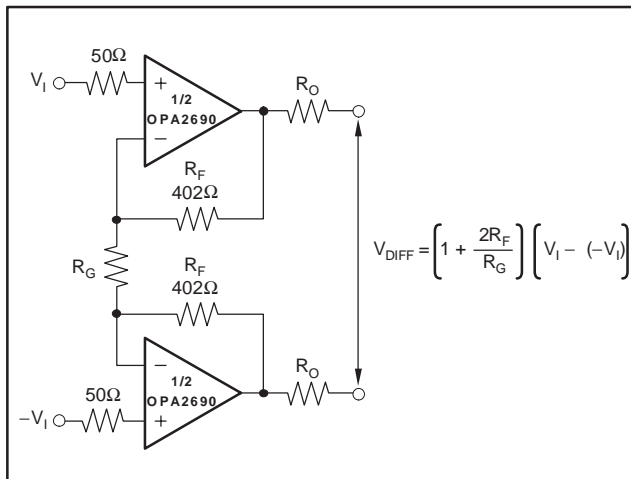 50Ω
V_I
+
1/2
OPA2690
−
R_O
R_F
402Ω
R_G
V_DIFF = [1 + 2R_F/R_G] [V_I − (−V_I)]
R_F
402Ω
−
1/2
OPA2690
+
R_O
50Ω
−V_I